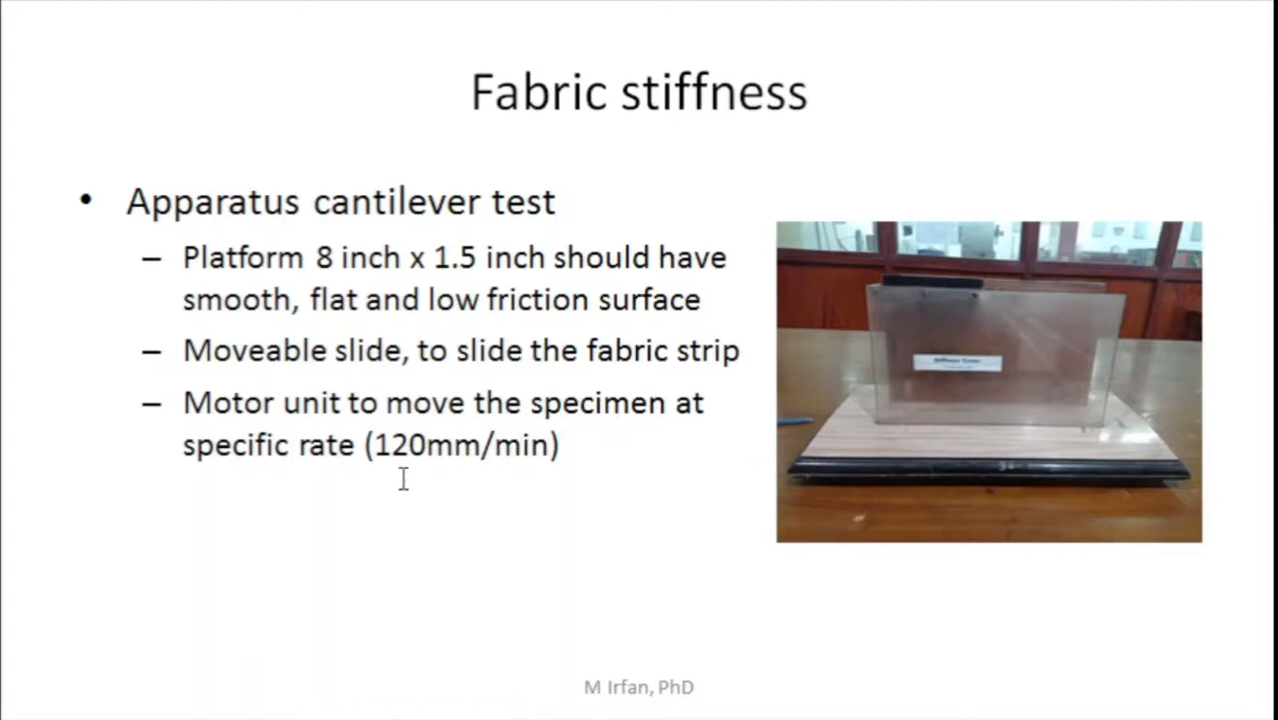 Fabric stiffness
• Apparatus cantilever test
– Platform 8 inch x 1.5 inch should have
smooth, flat and low friction surface
– Moveable slide, to slide the fabric strip
– Motor unit to move the specimen at
specific rate (120mm/min)
Stiffness Tester
M Irfan, PhD